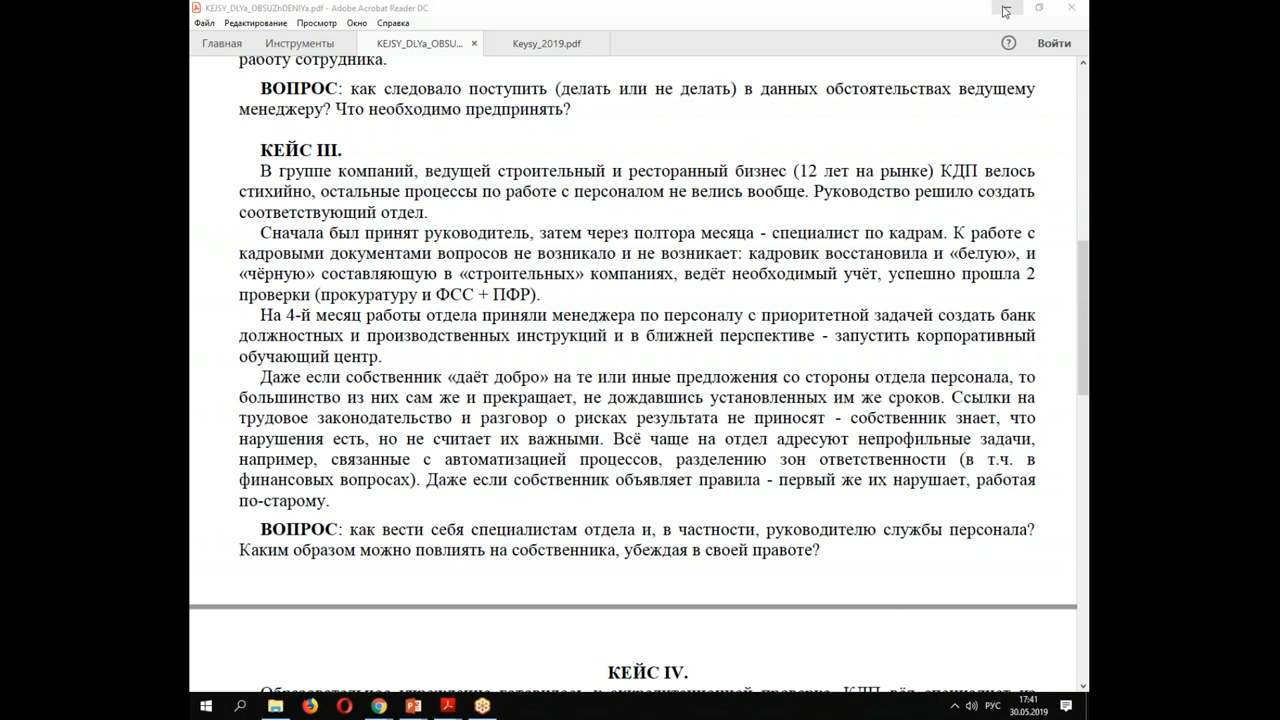 KEJSY_DLYa_OBSUZhDENIYa.pdf - Adobe Acrobat Reader DC
Файл Редактирование Просмотр Окно Справка
Главная Инструменты KEJSY_DLYa_OBSU... × Keysy_2019.pdf ? Войти
работу сотрудника.
ВОПРОС: как следовало поступить (делать или не делать) в данных обстоятельствах ведущему
менеджеру? Что необходимо предпринять?
КЕЙС III.
В группе компаний, ведущей строительный и ресторанный бизнес (12 лет на рынке) КДП велось
стихийно, остальные процессы по работе с персоналом не велись вообще. Руководство решило создать
соответствующий отдел.
Сначала был принят руководитель, затем через полтора месяца - специалист по кадрам. К работе с
кадровыми документами вопросов не возникало и не возникает: кадровик восстановила и «белую», и
«чёрную» составляющую в «строительных» компаниях, ведёт необходимый учёт, успешно прошла 2
проверки (прокуратуру и ФСС + ПФР).
На 4-й месяц работы отдела приняли менеджера по персоналу с приоритетной задачей создать банк
должностных и производственных инструкций и в ближней перспективе - запустить корпоративный
обучающий центр.
Даже если собственник «даёт добро» на те или иные предложения со стороны отдела персонала, то
большинство из них сам же и прекращает, не дождавшись установленных им же сроков. Ссылки на
трудовое законодательство и разговор о рисках результата не приносят - собственник знает, что
нарушения есть, но не считает их важными. Всё чаще на отдел адресуют непрофильные задачи,
например, связанные с автоматизацией процессов, разделению зон ответственности (в т.ч. в
финансовых вопросах). Даже если собственник объявляет правила - первый же их нарушает, работая
по-старому.
ВОПРОС: как вести себя специалистам отдела и, в частности, руководителю службы персонала?
Каким образом можно повлиять на собственника, убеждая в своей правоте?
КЕЙС IV.
Образовательное учреждение готовилось к аккредитационной проверке. КДП вёл специалист из
РУС 17:41
30.05.2019